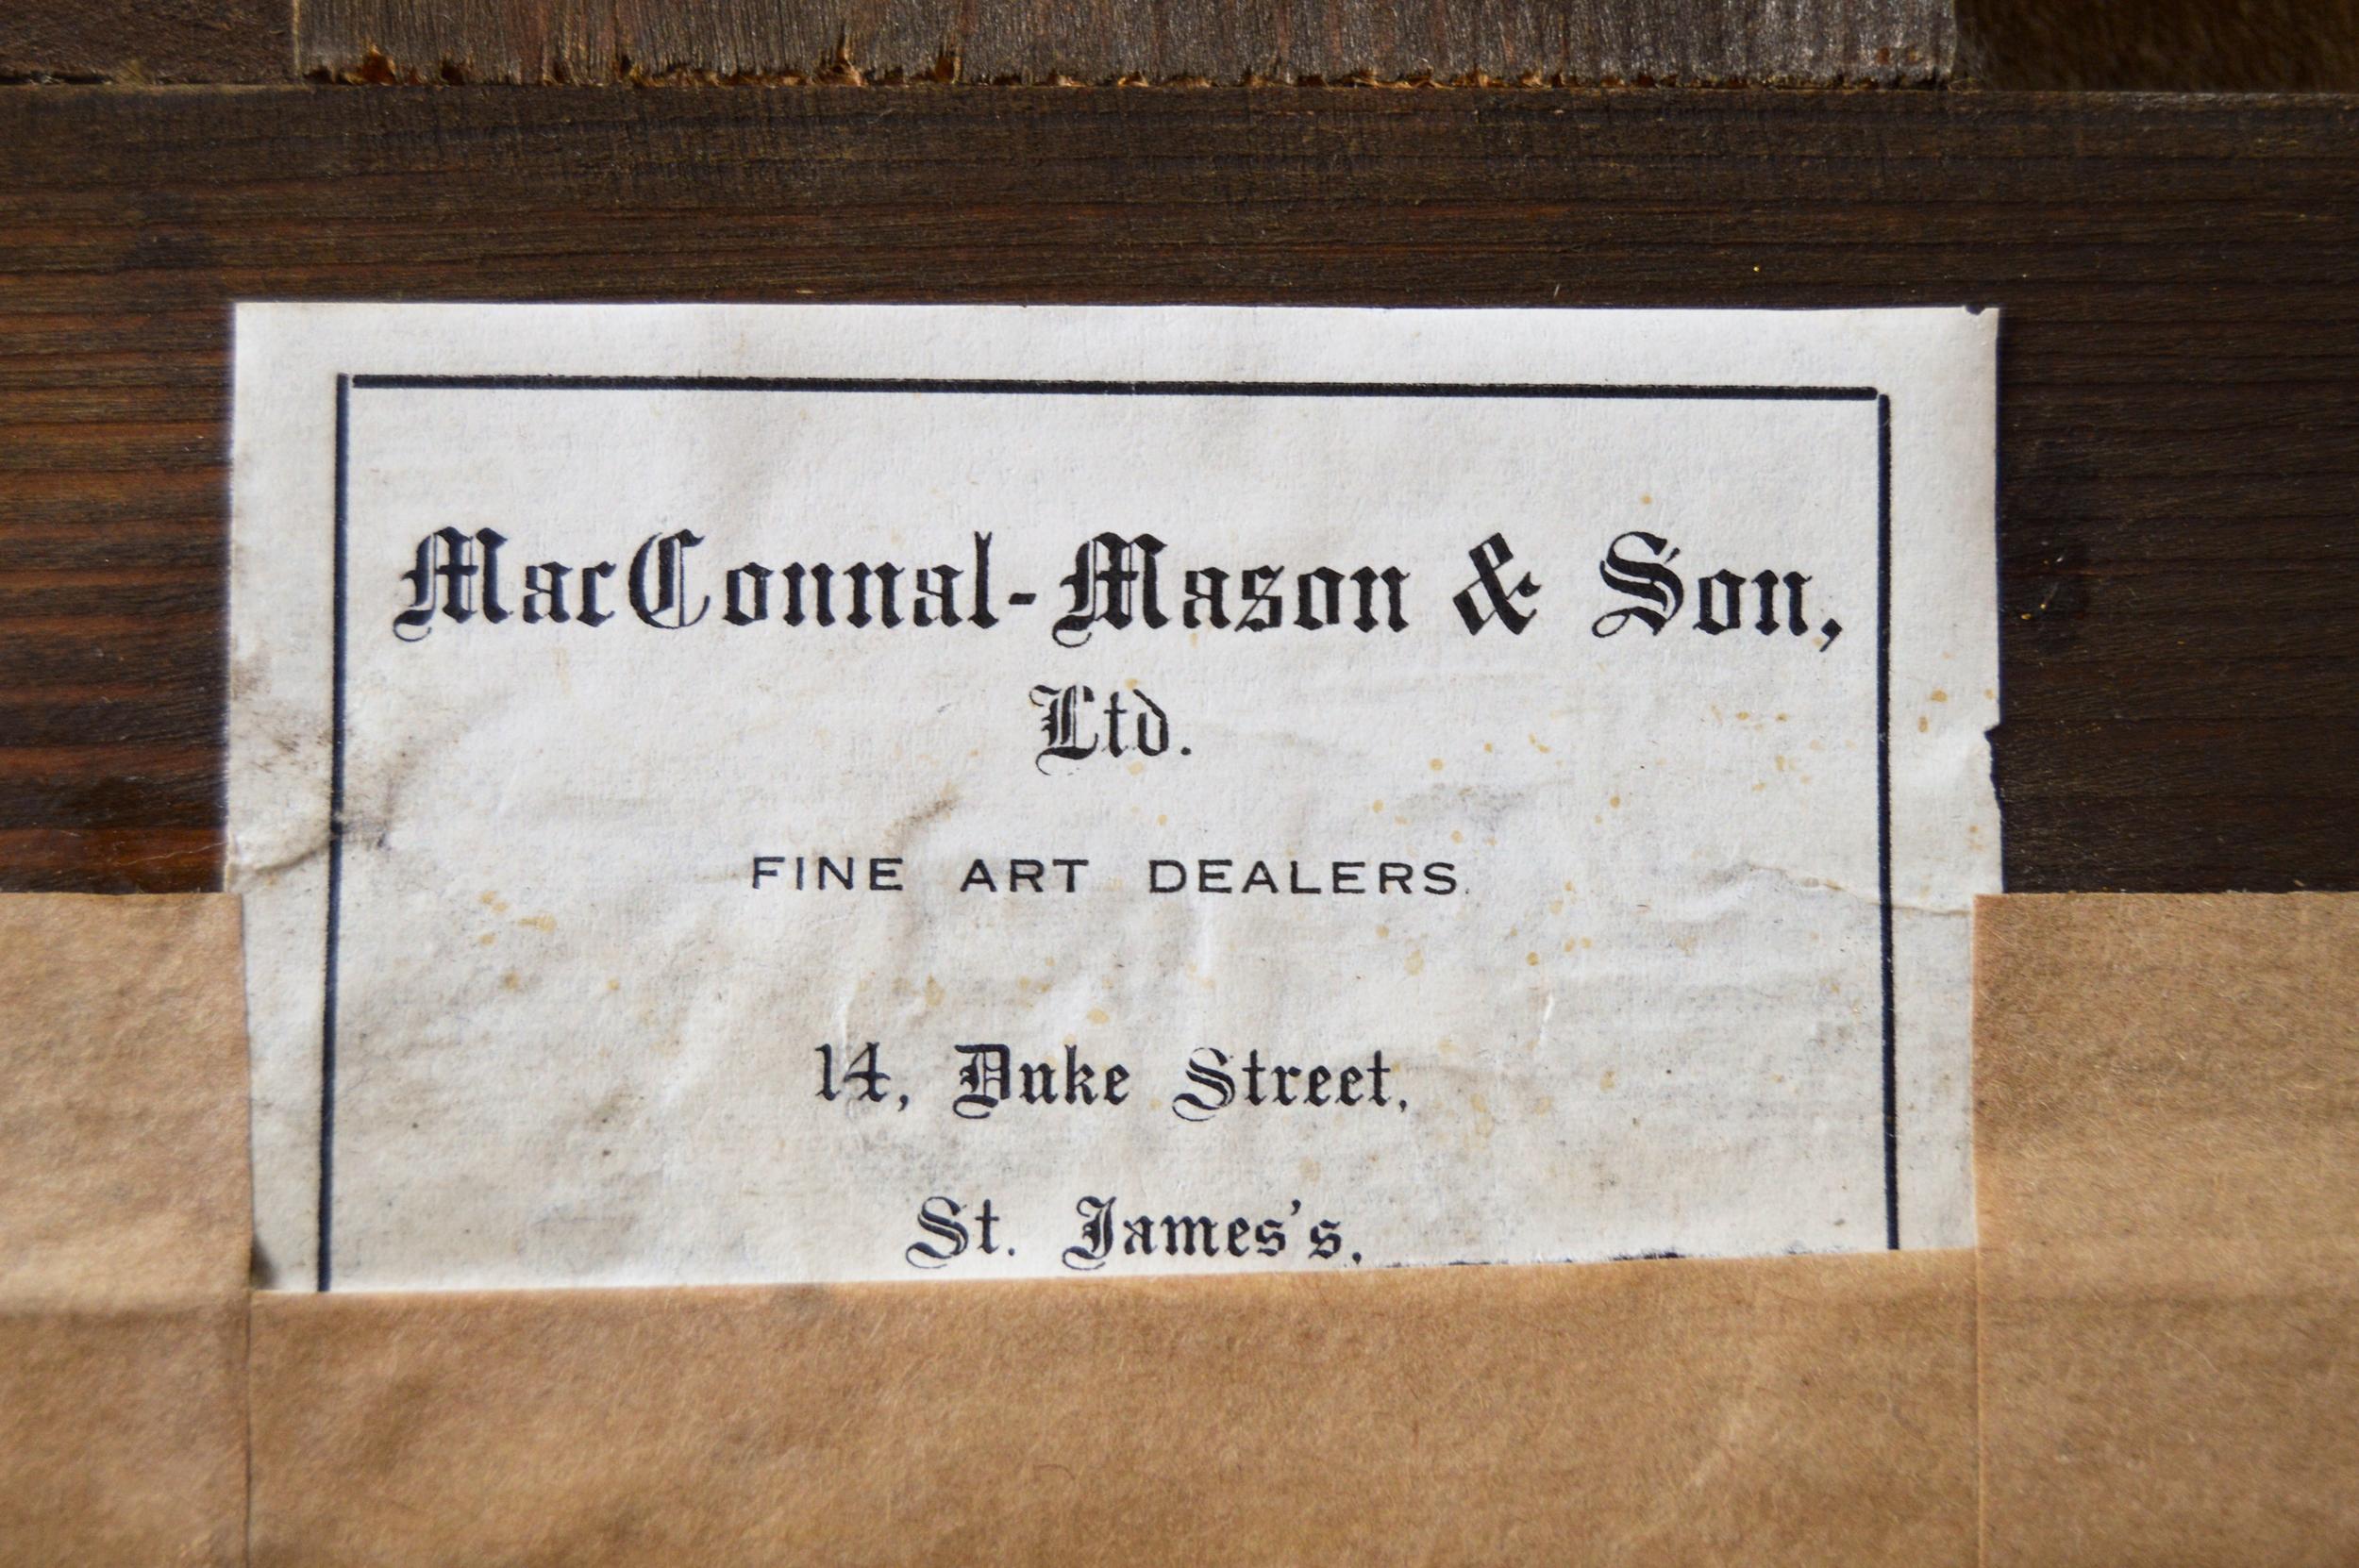 MacConnal-Mason & Son,
Ltd.
FINE ART DEALERS.
14, Duke Street,
St. James's,